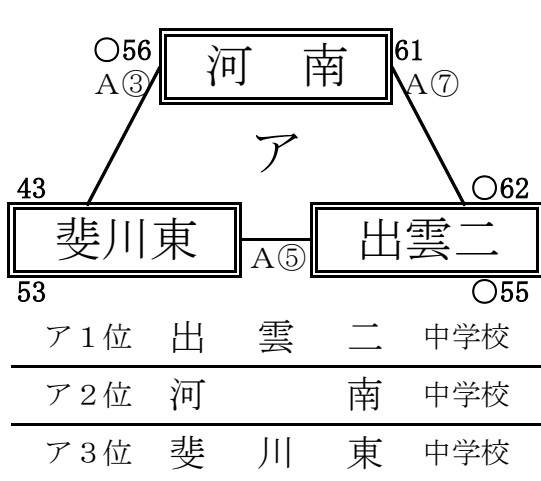 ○56 河 南 61
A③ A⑦
ア
43 ○62
斐川東 A⑤ 出雲二
53 ○55
ア1位 出 雲 二 中学校
ア2位 河 南 中学校
ア3位 斐 川 東 中学校